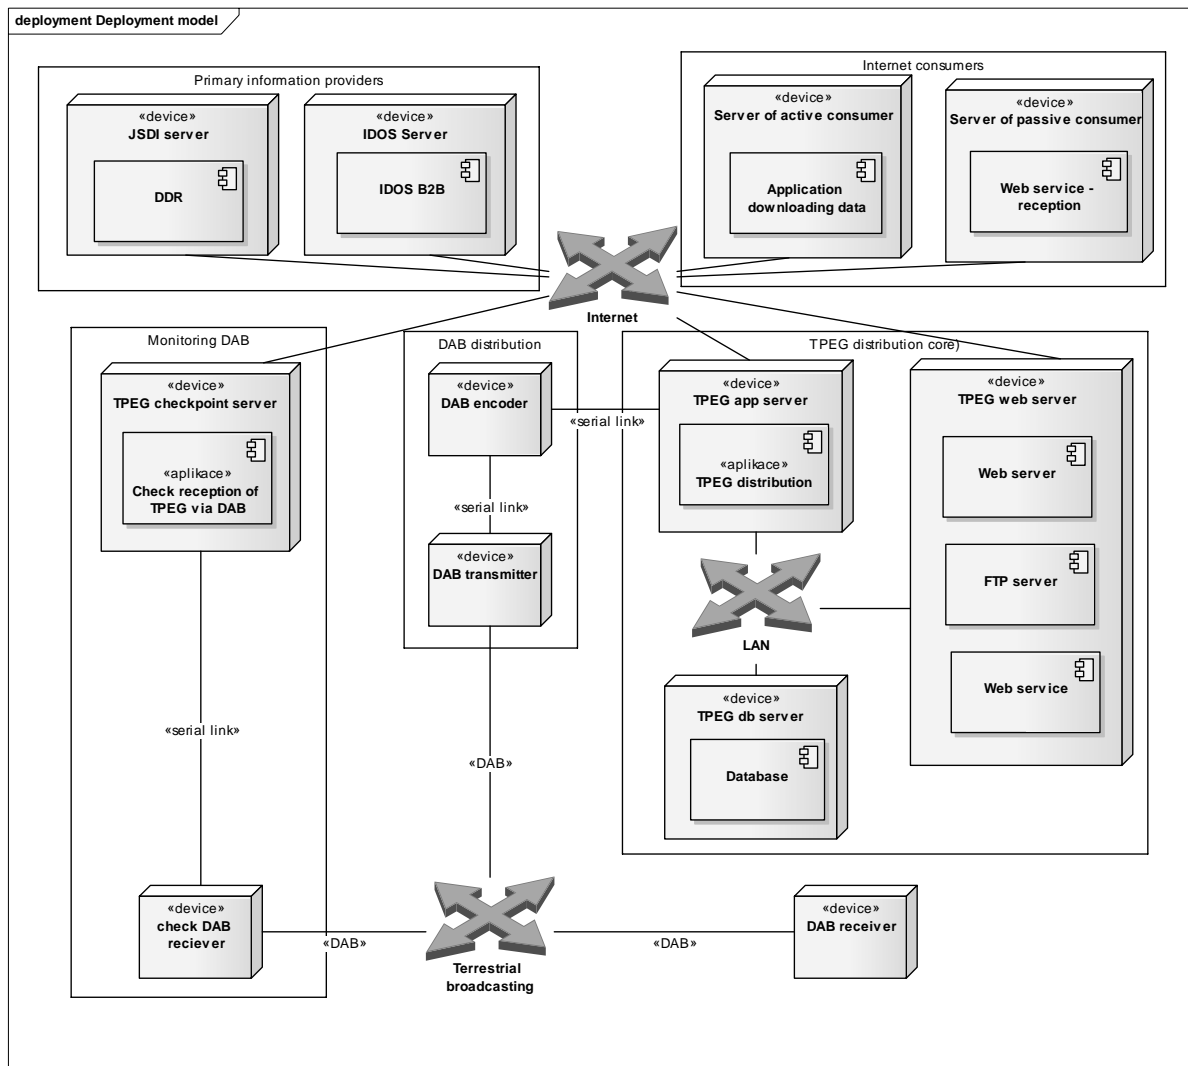 deployment Deployment model
Primary information providers
«device»
JSDI server
DDR
«device»
IDOS Server
IDOS B2B
Internet consumers
«device»
Server of active consumer
Application
downloading data
«device»
Server of passive consumer
Web service -
reception
Internet
Monitoring DAB
«device»
TPEG checkpoint server
«aplikace»
Check reception of
TPEG via DAB
«serial link»
«device»
check DAB
reciever
DAB distribution
«device»
DAB encoder
«serial link»
«device»
DAB transmitter
«serial link»
«DAB»
TPEG distribution core)
«device»
TPEG app server
«aplikace»
TPEG distribution
LAN
«device»
TPEG db server
Database
«device»
TPEG web server
Web server
FTP server
Web service
«DAB»
Terrestrial
broadcasting
«DAB»
«device»
DAB receiver